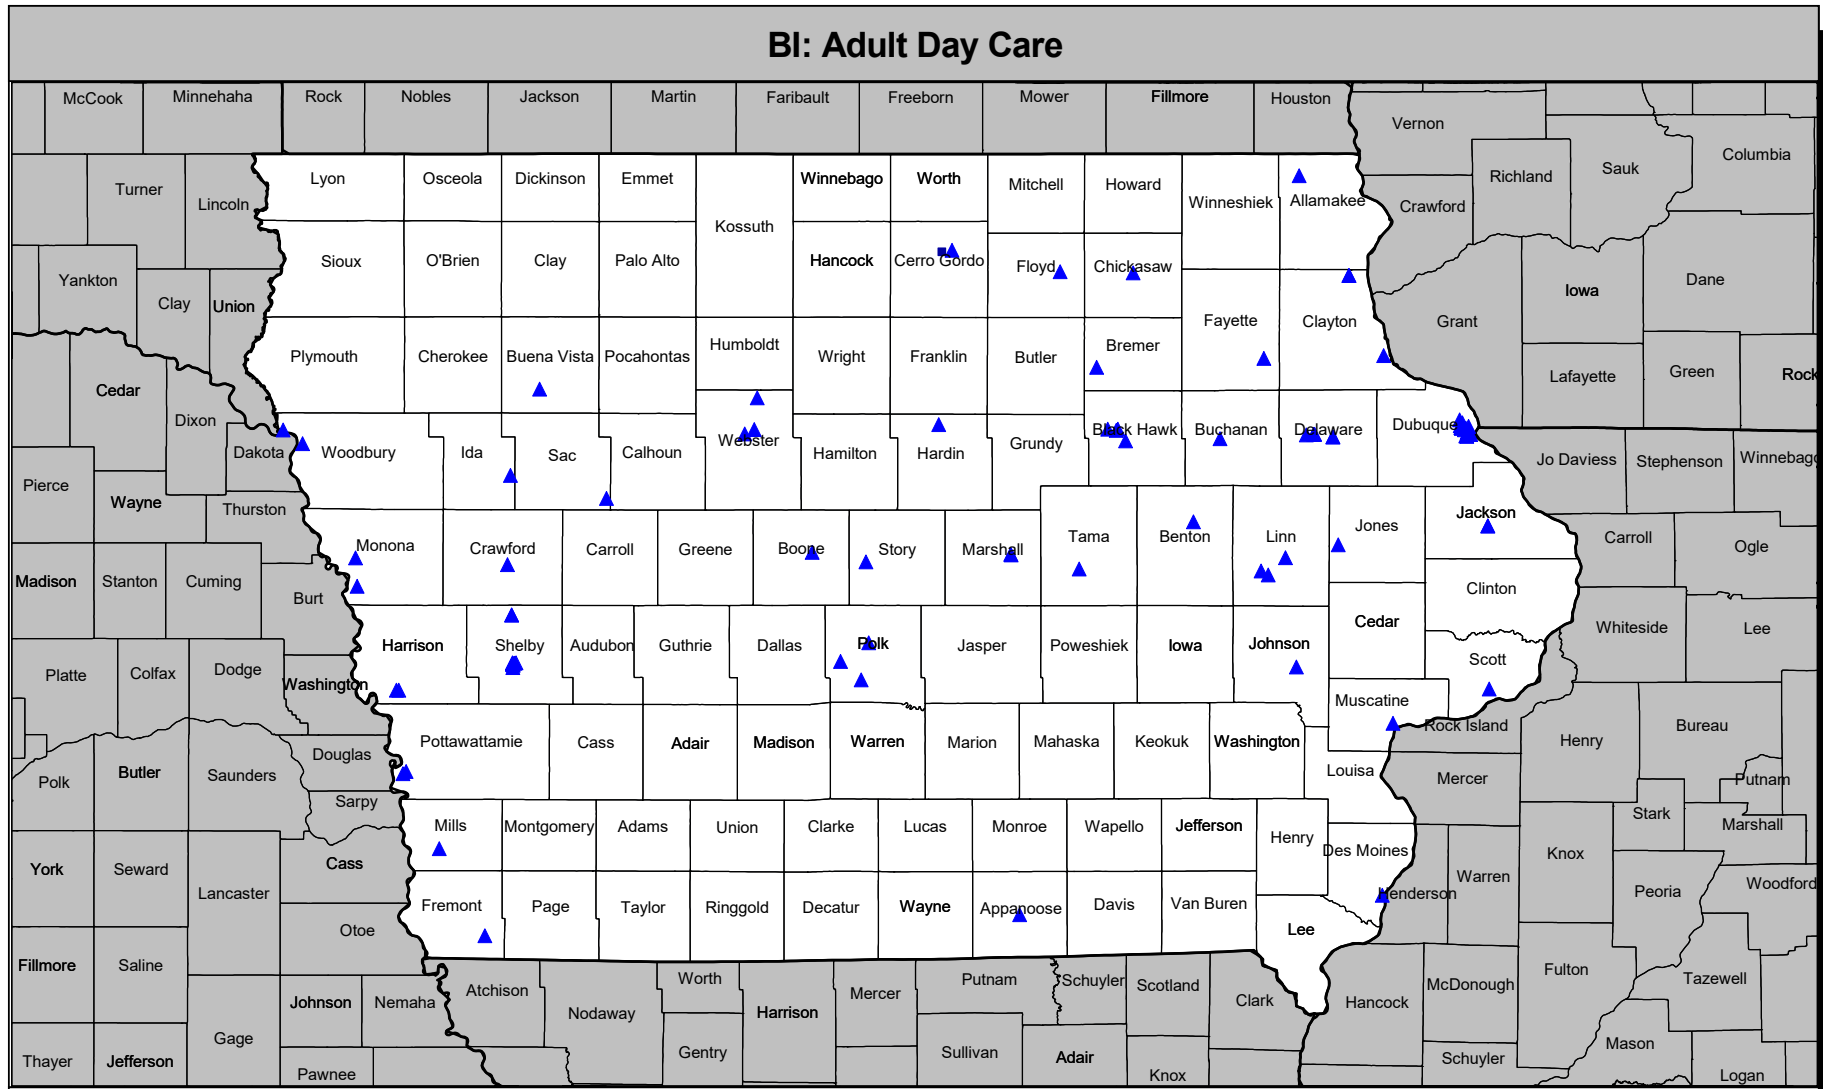 BI: Adult Day Care
McCook Minnehaha Rock Nobles Jackson Martin Faribault Freeborn Mower Fillmore Houston
Vernon
Columbia
Sauk
Richland
Turner Lincoln Lyon Osceola Dickinson Emmet Winnebago Worth Mitchell Howard
Winneshiek Allamakee Crawford
Kossuth
Sioux O'Brien Clay Palo Alto Hancock Cerro Gordo Floyd Chickasaw
Yankton Clay Union
Dane
Iowa
Grant
Fayette Clayton
Plymouth Cherokee Buena Vista Pocahontas Humboldt Wright Franklin Butler Bremer
Lafayette Green Rock
Cedar
Dixon
Dakota Woodbury Ida Sac Calhoun Webster Hamilton Hardin Grundy Black Hawk Buchanan Delaware Dubuque
Jo Daviess Stephenson Winnebago
Pierce
Wayne
Thurston
Jackson
Jones
Carroll
Ogle
Monona Crawford Carroll Greene Boone Story Marshall Tama Benton Linn
Madison Stanton Cuming
Burt
Clinton
Cedar
Whiteside Lee
Harrison Shelby Audubon Guthrie Dallas Polk Jasper Poweshiek Iowa Johnson
Scott
Platte Colfax Dodge
Washington
Muscatine
Rock Island
Bureau
Henry
Pottawattamie Cass Adair Madison Warren Marion Mahaska Keokuk Washington
Douglas
Louisa
Mercer
Putnam
Polk Butler Saunders
Sarpy
Stark
Marshall
Mills Montgomery Adams Union Clarke Lucas Monroe Wapello Jefferson Henry
Des Moines
Knox
Cass
York Seward
Warren
Peoria
Woodford
Lancaster
Henderson
Fremont Page Taylor Ringgold Decatur Wayne Appanoose Davis Van Buren
Lee
Otoe
Fillmore Saline
Fulton
Tazewell
Atchison Worth Putnam Schuyler Scotland
McDonough
Johnson Nemaha
Nodaway
Harrison
Mercer
Clark
Hancock
Gage
Mason
Gentry Sullivan Adair
Schuyler
Thayer Jefferson
Pawnee
Knox
Logan